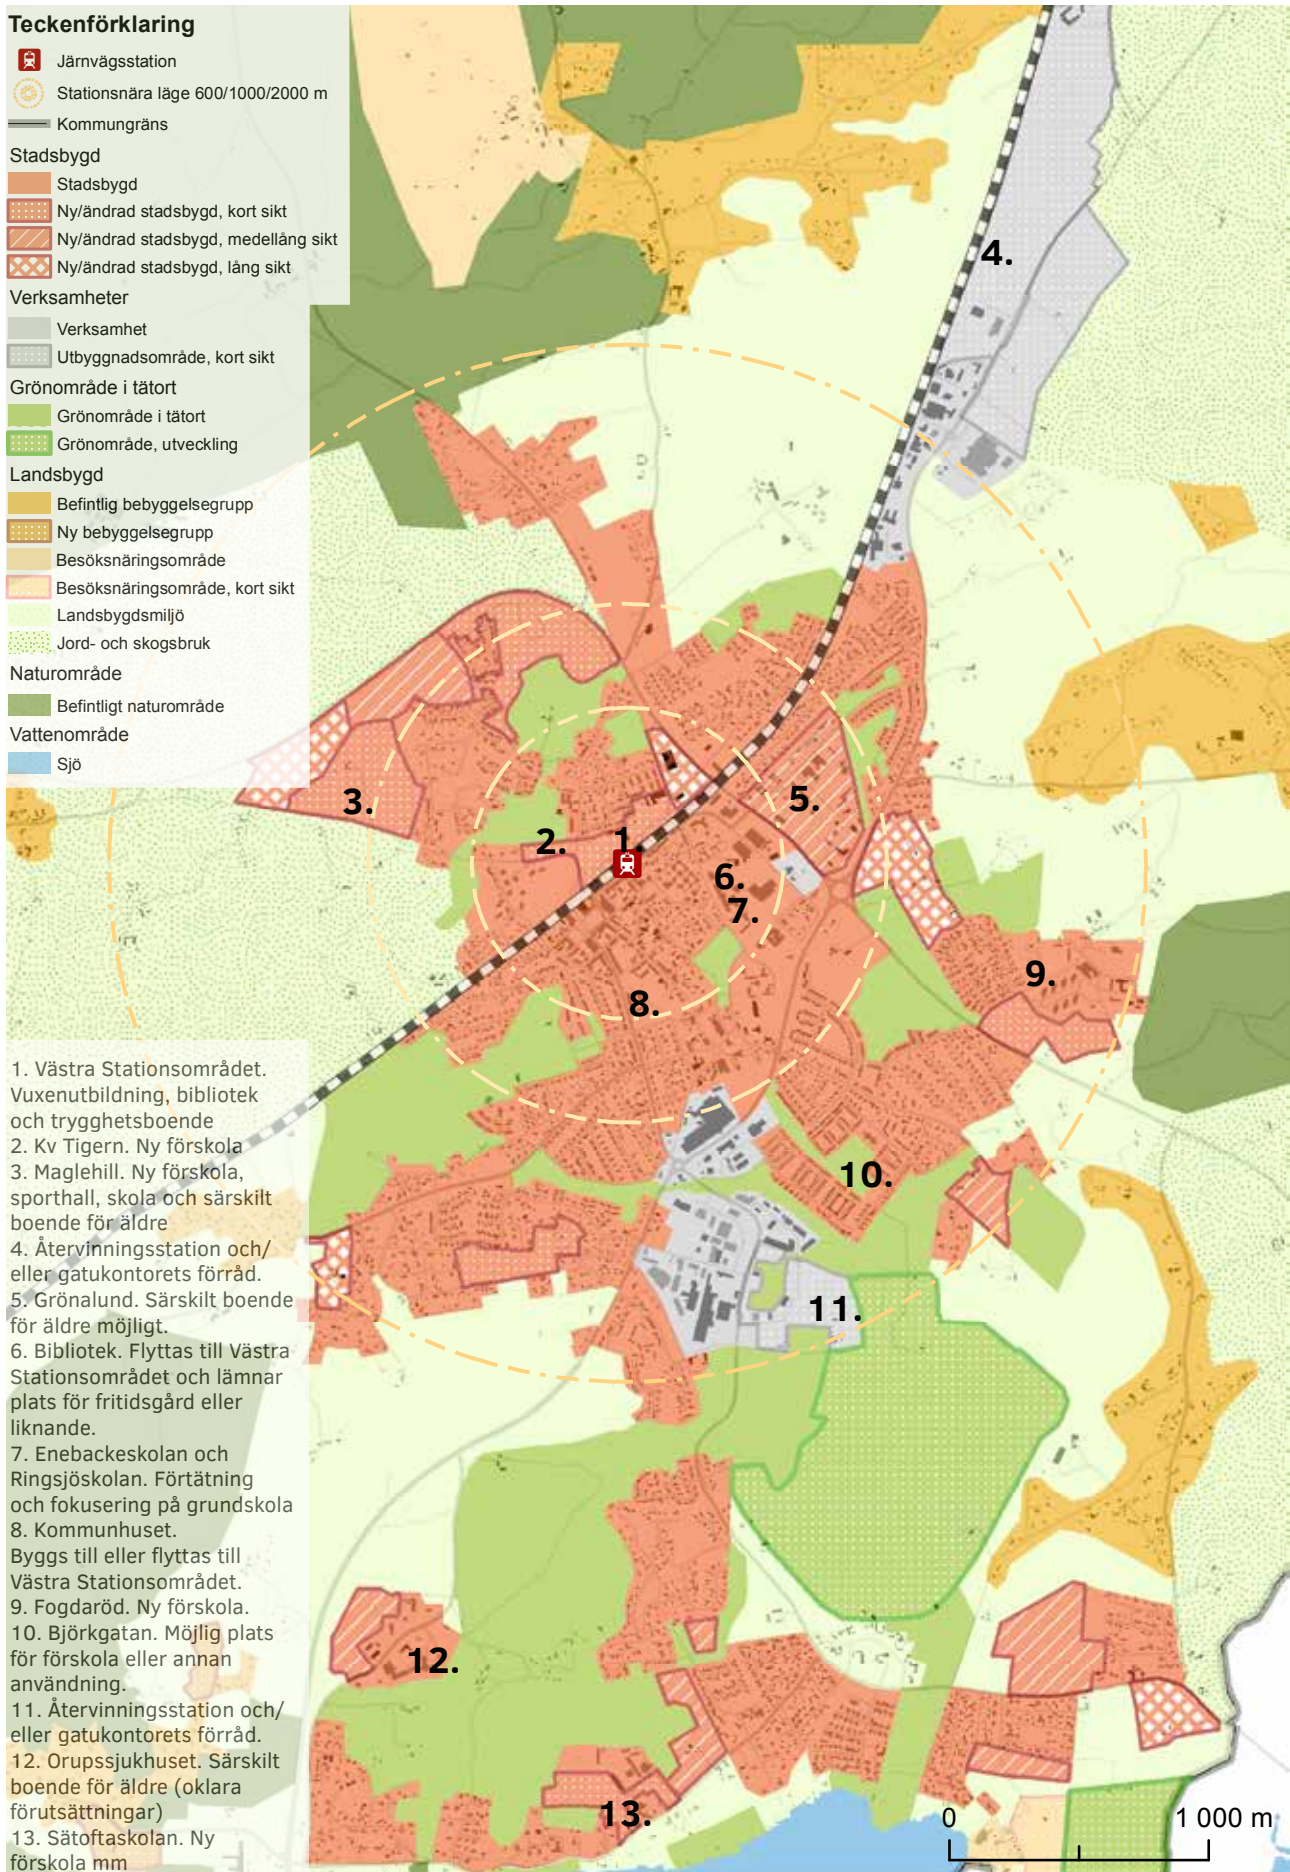 Teckenförklaring
Järnvägsstation
Stationsnära läge 600/1000/2000 m
Kommungräns
Stadsbygd
Stadsbygd
Ny/ändrad stadsbygd, kort sikt
Ny/ändrad stadsbygd, medellång sikt
Ny/ändrad stadsbygd, lång sikt
Verksamheter
Verksamhet
Utbyggnadsområde, kort sikt
Grönområde i tätort
Grönområde i tätort
Grönområde, utveckling
Landsbygd
Befintlig bebyggelsegrupp
Ny bebyggelsegrupp
Besöksnäringsområde
Besöksnäringsområde, kort sikt
Landsbygdsmiljö
Jord- och skogsbruk
Naturområde
Befintligt naturområde
Vattenområde
Sjö
4.
3.
5.
2.
1.
6.
7.
9.
8.
10.
11.
12.
13.
1. Västra Stationsområdet.
Vuxenutbildning, bibliotek
och trygghetsboende
2. Kv Tigern. Ny förskola
3. Maglehill. Ny förskola,
sporthall, skola och särskilt
boende för äldre
4. Återvinningsstation och/
eller gatukontorets förråd.
5. Grönalund. Särskilt boende
för äldre möjligt.
6. Bibliotek. Flyttas till Västra
Stationsområdet och lämnar
plats för fritidsgård eller
liknande.
7. Enebackeskolan och
Ringsjöskolan. Förtätning
och fokusering på grundskola
8. Kommunhuset.
Byggs till eller flyttas till
Västra Stationsområdet.
9. Fogdaröd. Ny förskola.
10. Björkgatan. Möjlig plats
för förskola eller annan
användning.
11. Återvinningsstation och/
eller gatukontorets förråd.
12. Orupssjukhuset. Särskilt
boende för äldre (oklara
förutsättningar)
13. Sätoftaskolan. Ny
förskola mm
0 1 000 m